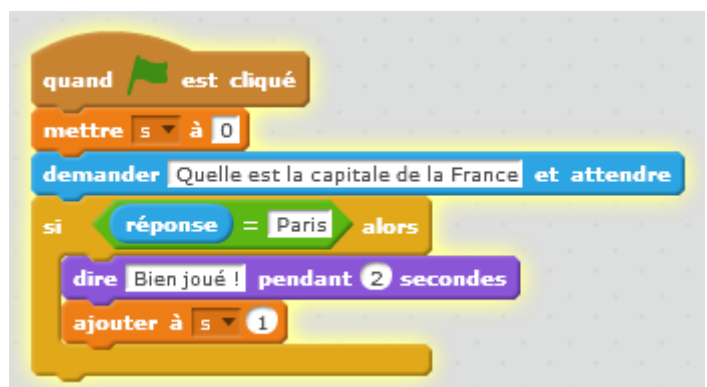 quand est cliqué
mettre s à 0
demander Quelle est la capitale de la France et attendre
si réponse = Paris alors
dire Bien joué ! pendant 2 secondes
ajouter à s 1